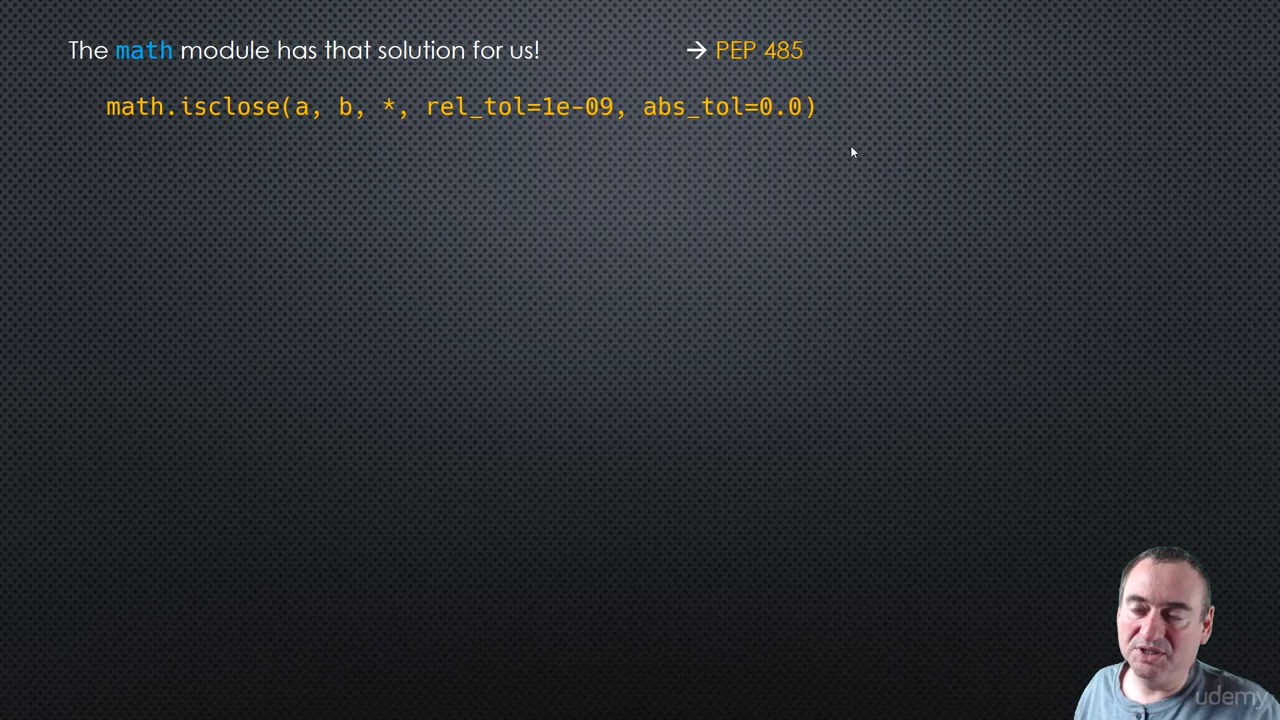 The math module has that solution for us! → PEP 485
math.isclose(a, b, *, rel_tol=1e-09, abs_tol=0.0)
udemy